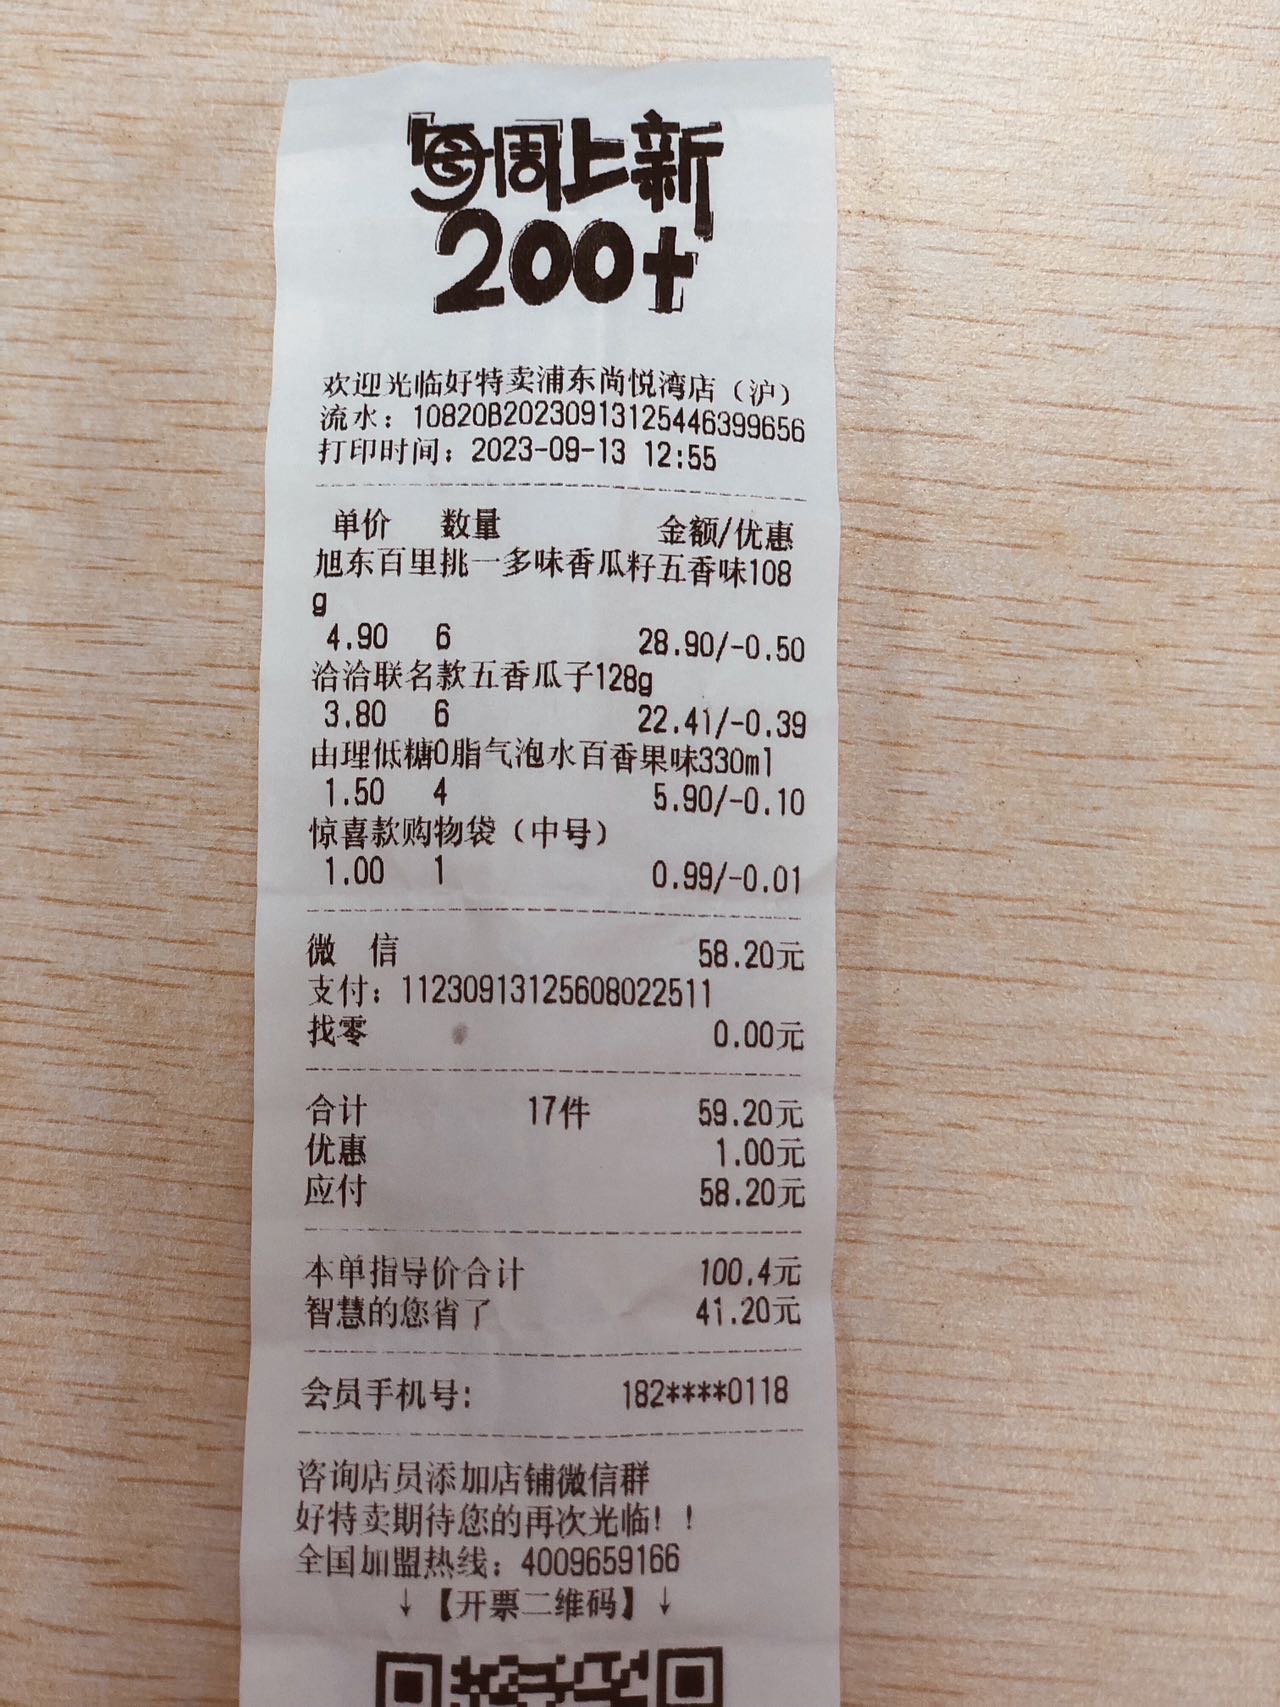 每周上新
200+
欢迎光临好特卖浦东尚悦湾店（沪）
流水：10820B20230913125446399656
打印时间：2023-09-13 12:55
单价 数量 金额/优惠
旭东百里挑一多味香瓜籽五香味108
g
4.90 6 28.90/-0.50
洽洽联名款五香瓜子128g
3.80 6 22.41/-0.39
由理低糖0脂气泡水百香果味330ml
1.50 4 5.90/-0.10
惊喜款购物袋（中号）
1.00 1 0.99/-0.01
微 信 58.20元
支付：11230913125608022511
找零 0.00元
合计 17件 59.20元
优惠 1.00元
应付 58.20元
本单指导价合计 100.4元
智慧的您省了 41.20元
会员手机号: 182****0118
咨询店员添加店铺微信群
好特卖期待您的再次光临！！
全国加盟热线：4009659166
↓【开票二维码】↓